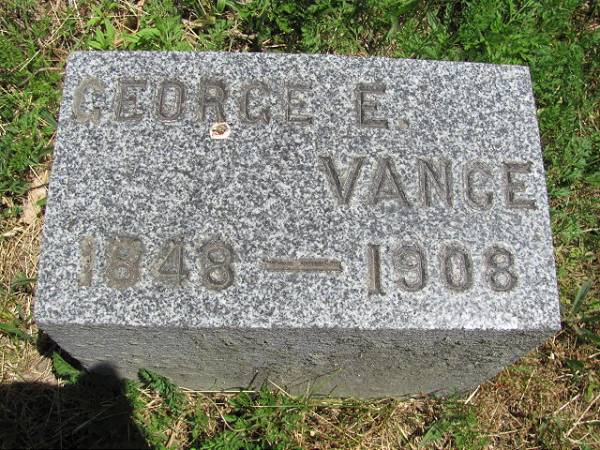 GEORGE E.
VANCE
1848 — 1908